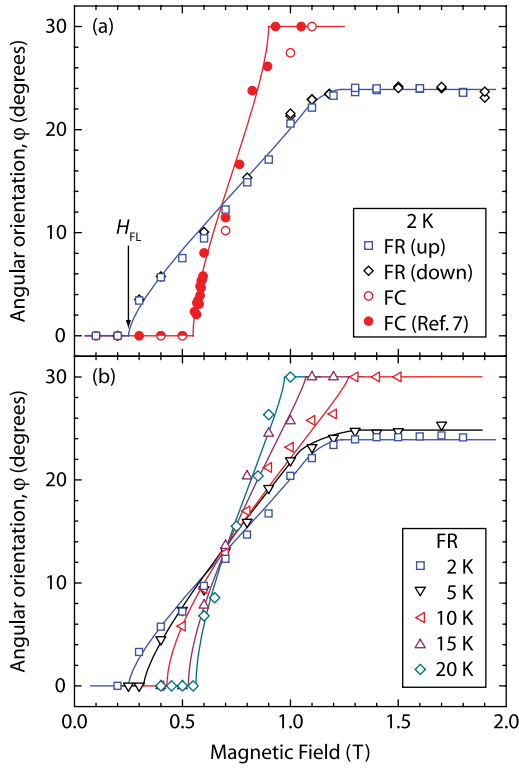 (a)
30
20
10
0
Angular orientation, φ (degrees)
H_FL
2 K
FR (up)
FR (down)
FC
FC (Ref. 7)
(b)
30
20
10
0
Angular orientation, φ (degrees)
FR
2 K
5 K
10 K
15 K
20 K
0.0 0.5 1.0 1.5 2.0
Magnetic Field (T)